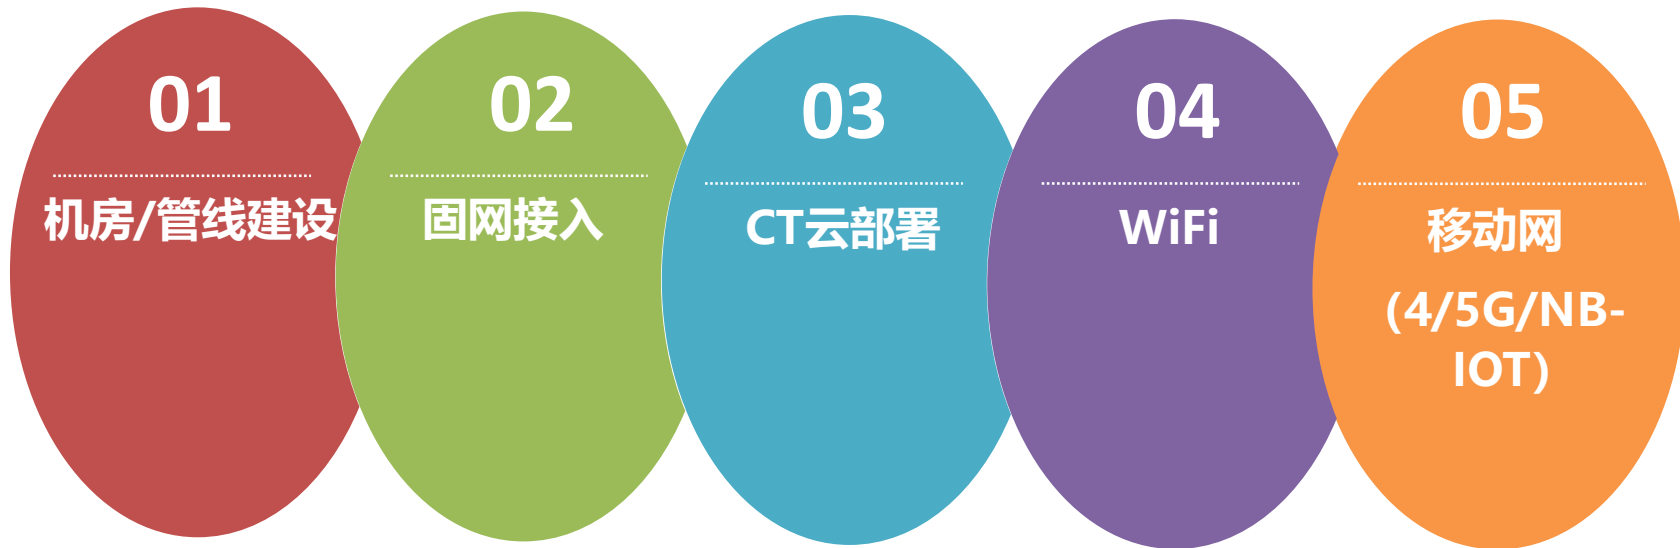 01
机房/管线建设
02
固网接入
03
CT云部署
04
WiFi
05
移动网
(4/5G/NB-
IOT)